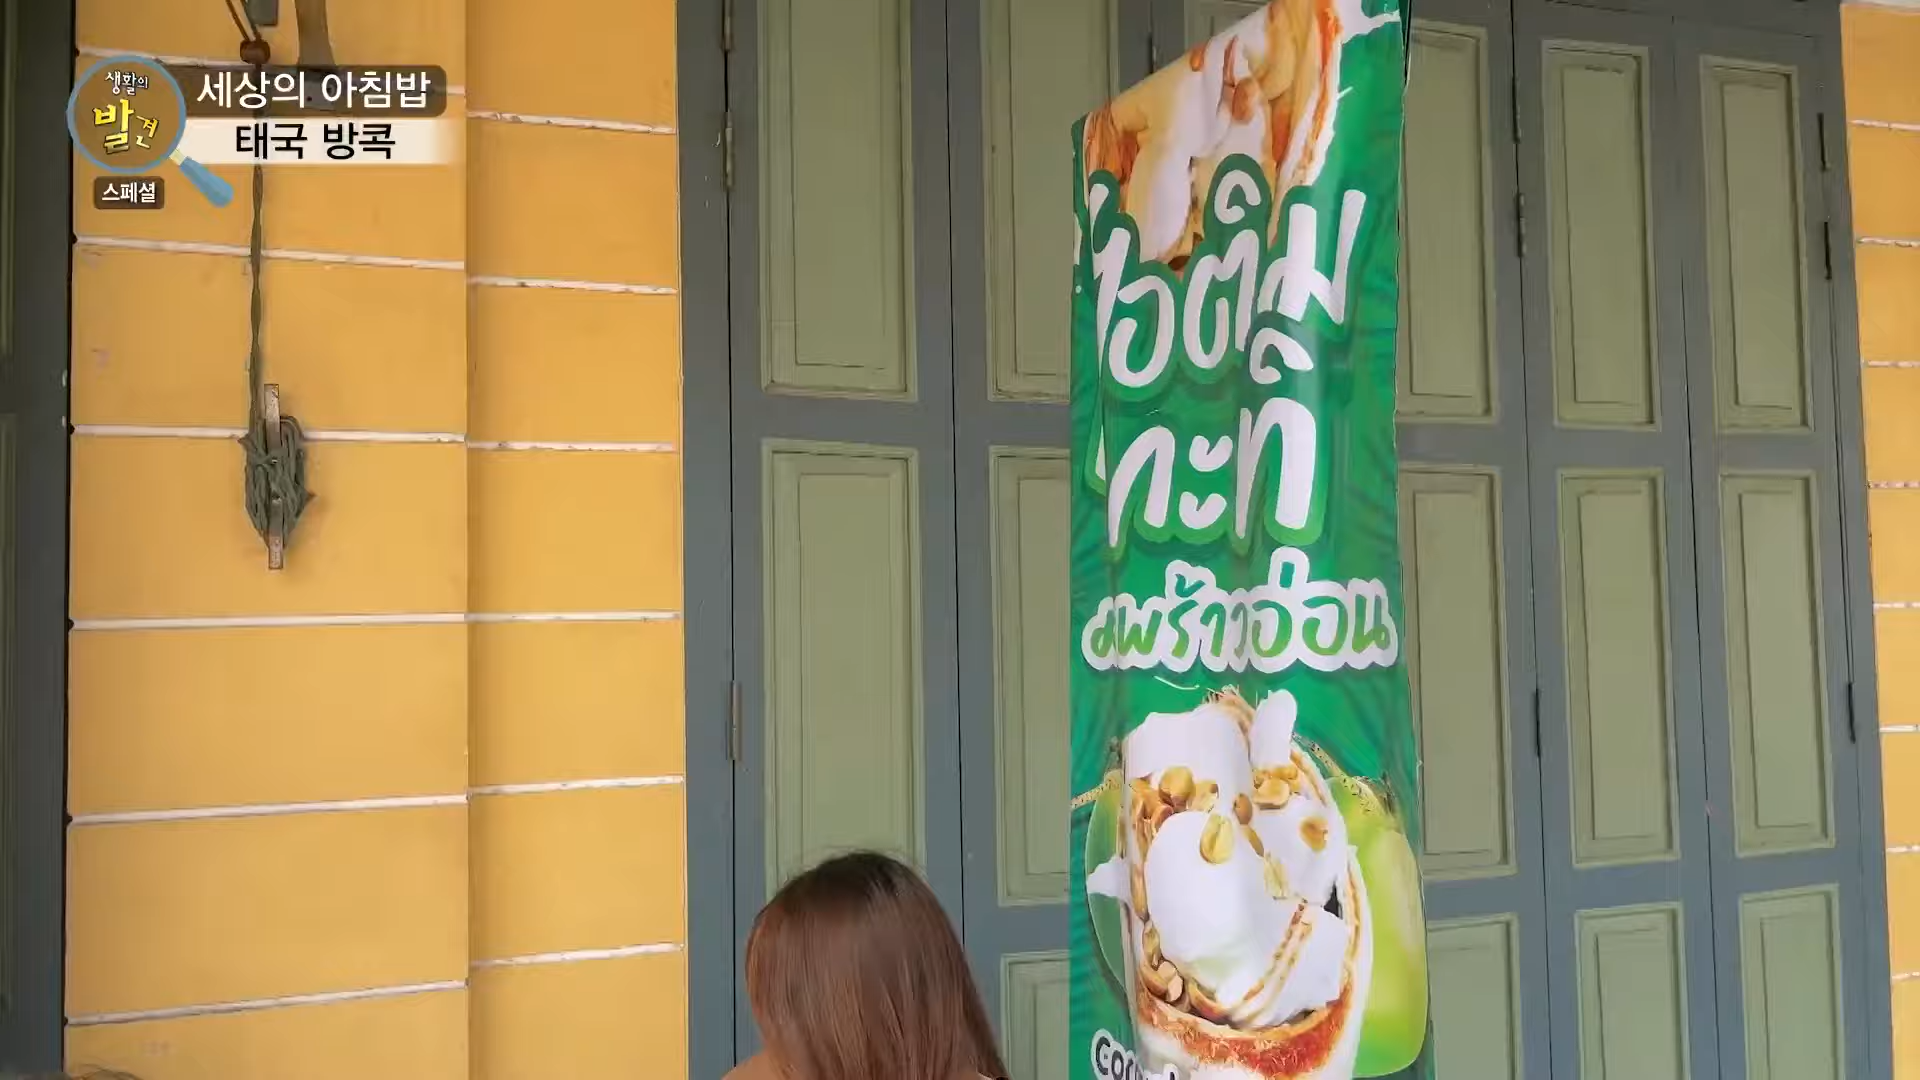 생활의
발견
스페셜
세상의 아침밥
태국 방콕
ไอติม
กะทิ
มพร้าวอ่อน